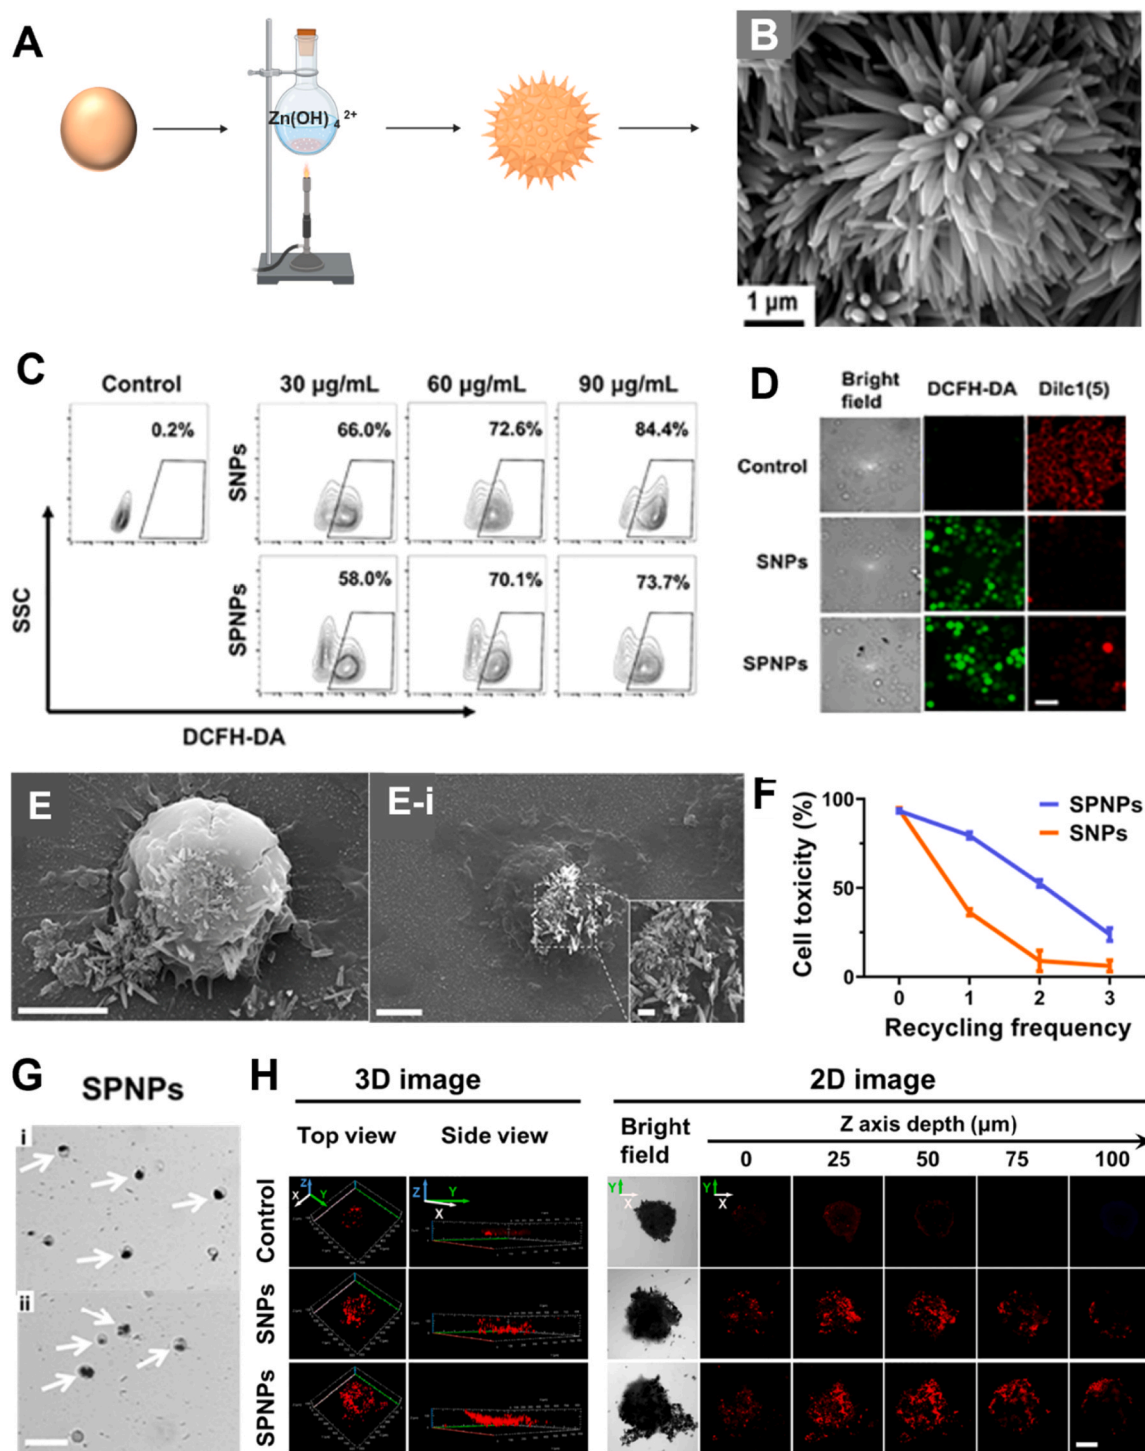 A
Zn(OH)₄²⁺
B
1 µm
C
Control
30 µg/mL
60 µg/mL
90 µg/mL
0.2%
SNPs
66.0%
72.6%
84.4%
SPNPs
58.0%
70.1%
73.7%
SSC
DCFH-DA
D
Bright
field
DCFH-DA
Dilc1(5)
Control
SNPs
SPNPs
E
E-i
F
Cell toxicity (%)
100
50
0
SPNPs
SNPs
0 1 2 3
Recycling frequency
G
SPNPs
i
ii
H
3D image
2D image
Top view
Side view
Bright
field
Z axis depth (µm)
0 25 50 75 100
Control
Z
X
Y
Z
Y
X
Y
X
Y
X
SNPs
SPNPs